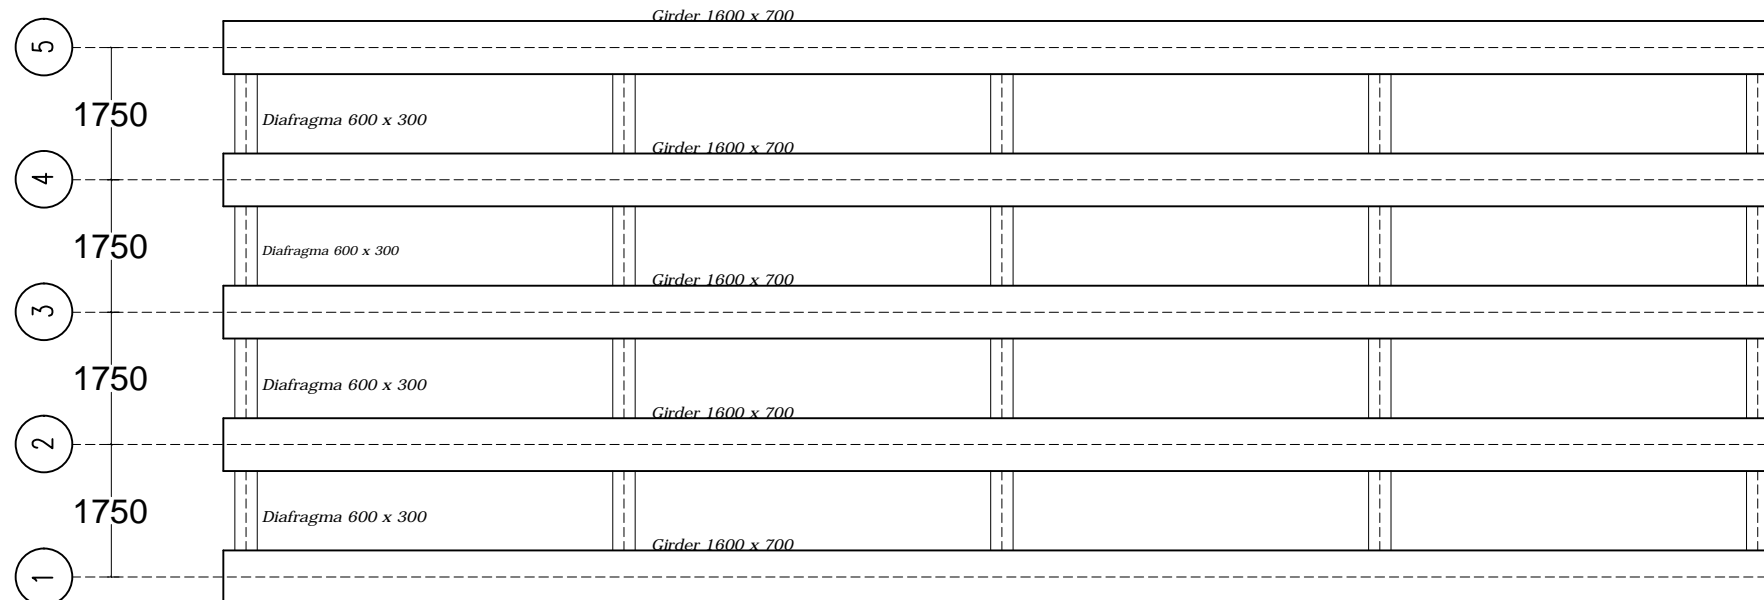 Girder 1600 x 700
5
1750
Diafragma 600 x 300
Girder 1600 x 700
4
1750
Diafragma 600 x 300
Girder 1600 x 700
3
1750
Diafragma 600 x 300
Girder 1600 x 700
2
1750
Diafragma 600 x 300
Girder 1600 x 700
1